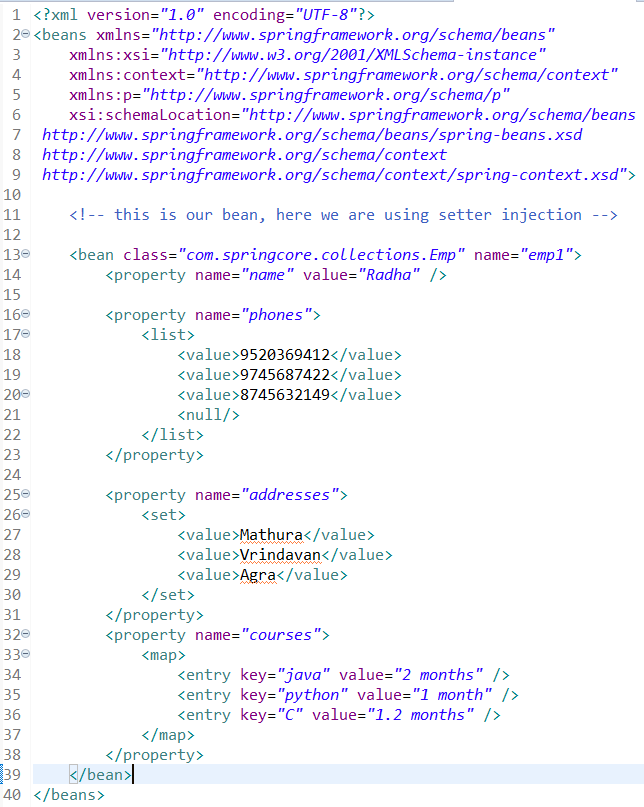 1 <?xml version="1.0" encoding="UTF-8"?>
2 <beans xmlns="http://www.springframework.org/schema/beans"
3     xmlns:xsi="http://www.w3.org/2001/XMLSchema-instance"
4     xmlns:context="http://www.springframework.org/schema/context"
5     xmlns:p="http://www.springframework.org/schema/p"
6     xsi:schemaLocation="http://www.springframework.org/schema/beans
7  http://www.springframework.org/schema/beans/spring-beans.xsd
8  http://www.springframework.org/schema/context
9  http://www.springframework.org/schema/context/spring-context.xsd">
10
11     <!-- this is our bean, here we are using setter injection -->
12
13     <bean class="com.springcore.collections.Emp" name="emp1">
14         <property name="name" value="Radha" />
15
16         <property name="phones">
17             <list>
18                 <value>9520369412</value>
19                 <value>9745687422</value>
20                 <value>8745632149</value>
21                 <null/>
22             </list>
23         </property>
24
25         <property name="addresses">
26             <set>
27                 <value>Mathura</value>
28                 <value>Vrindavan</value>
29                 <value>Agra</value>
30             </set>
31         </property>
32         <property name="courses">
33             <map>
34                 <entry key="java" value="2 months" />
35                 <entry key="python" value="1 month" />
36                 <entry key="C" value="1.2 months" />
37             </map>
38         </property>
39     </bean>
40 </beans>